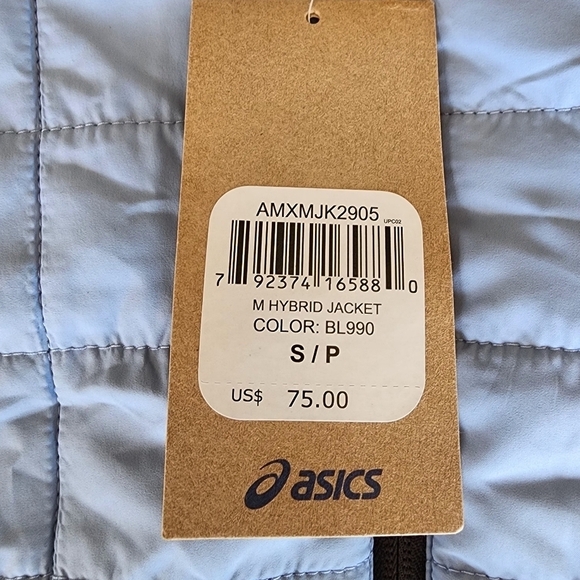 AMXMJK2905
UPC02
7 92374 16588 0
M HYBRID JACKET
COLOR: BL990
S / P
US$ 75.00
asics